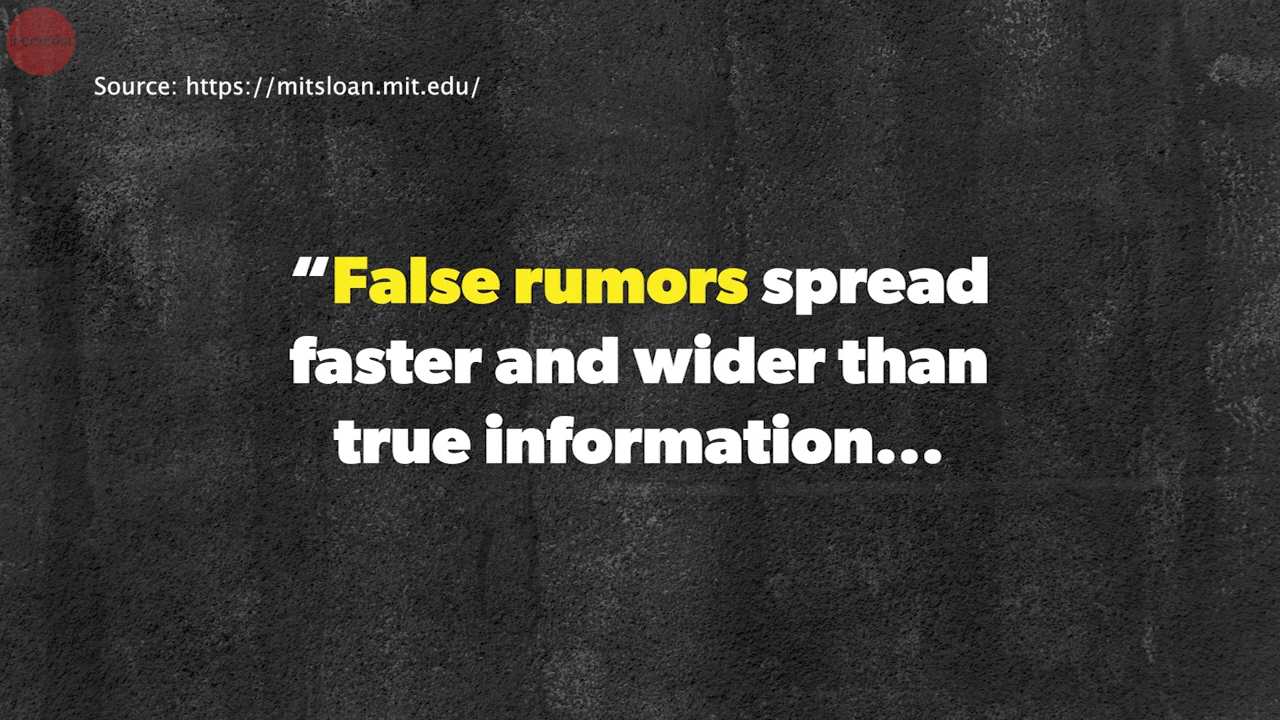 Source: https://mitsloan.mit.edu/
“False rumors spread
faster and wider than
true information...